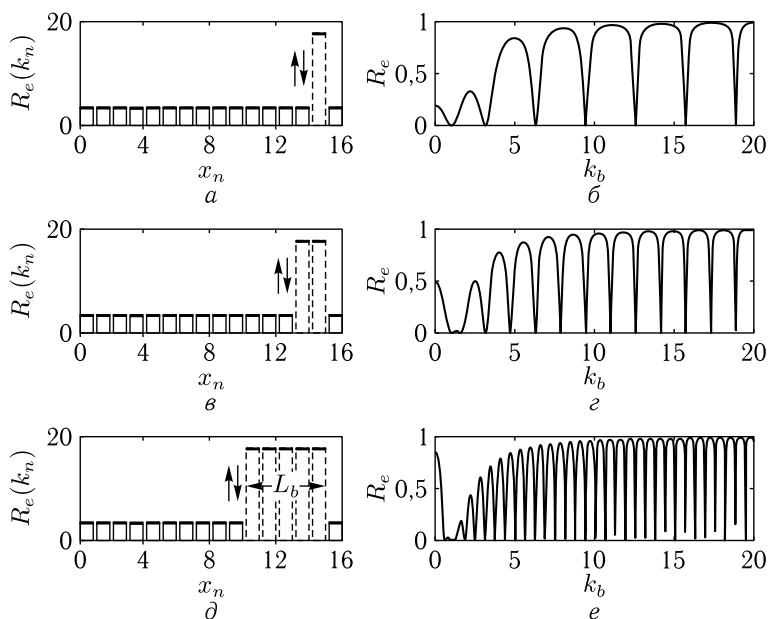 R_e(k_n)
20
0
0 4 8 12 16
x_n
а
R_e
1
0,5
0
0 5 10 15 20
k_b
б
R_e(k_n)
20
0
0 4 8 12 16
x_n
в
R_e
1
0,5
0
0 5 10 15 20
k_b
г
R_e(k_n)
20
0
L_b
0 4 8 12 16
x_n
д
R_e
1
0,5
0
0 5 10 15 20
k_b
е